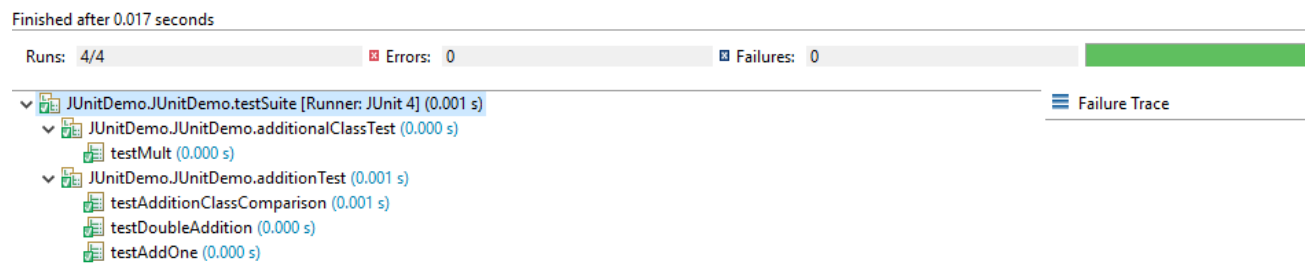 Finished after 0.017 seconds
Runs: 4/4 Errors: 0 Failures: 0
JUnitDemo.JUnitDemo.testSuite [Runner: JUnit 4] (0.001 s)
Failure Trace
JUnitDemo.JUnitDemo.additionalClassTest (0.000 s)
testMult (0.000 s)
JUnitDemo.JUnitDemo.additionTest (0.001 s)
testAdditionClassComparison (0.001 s)
testDoubleAddition (0.000 s)
testAddOne (0.000 s)